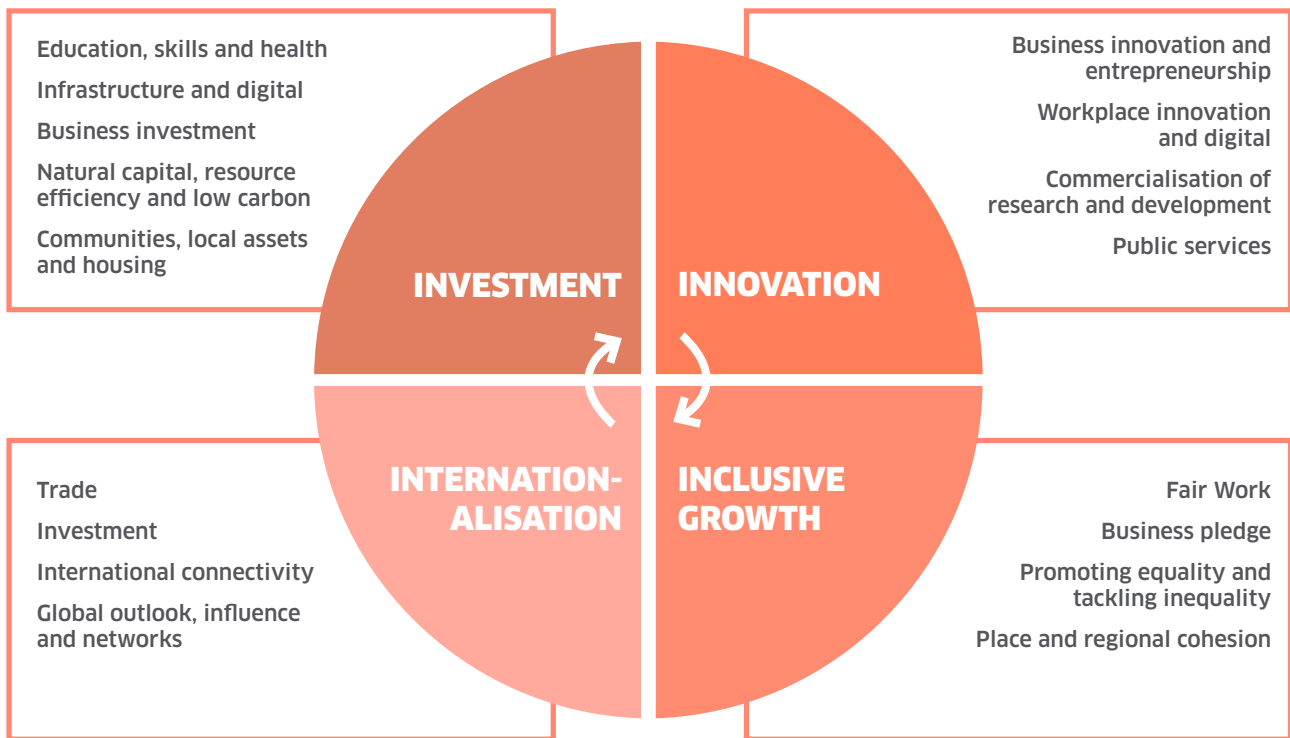 Education, skills and health
Infrastructure and digital
Business investment
Natural capital, resource
efficiency and low carbon
Communities, local assets
and housing
INVESTMENT
Business innovation and
entrepreneurship
Workplace innovation
and digital
Commercialisation of
research and development
Public services
INNOVATION
Trade
Investment
International connectivity
Global outlook, influence
and networks
INTERNATION-
ALISATION
INCLUSIVE
GROWTH
Fair Work
Business pledge
Promoting equality and
tackling inequality
Place and regional cohesion